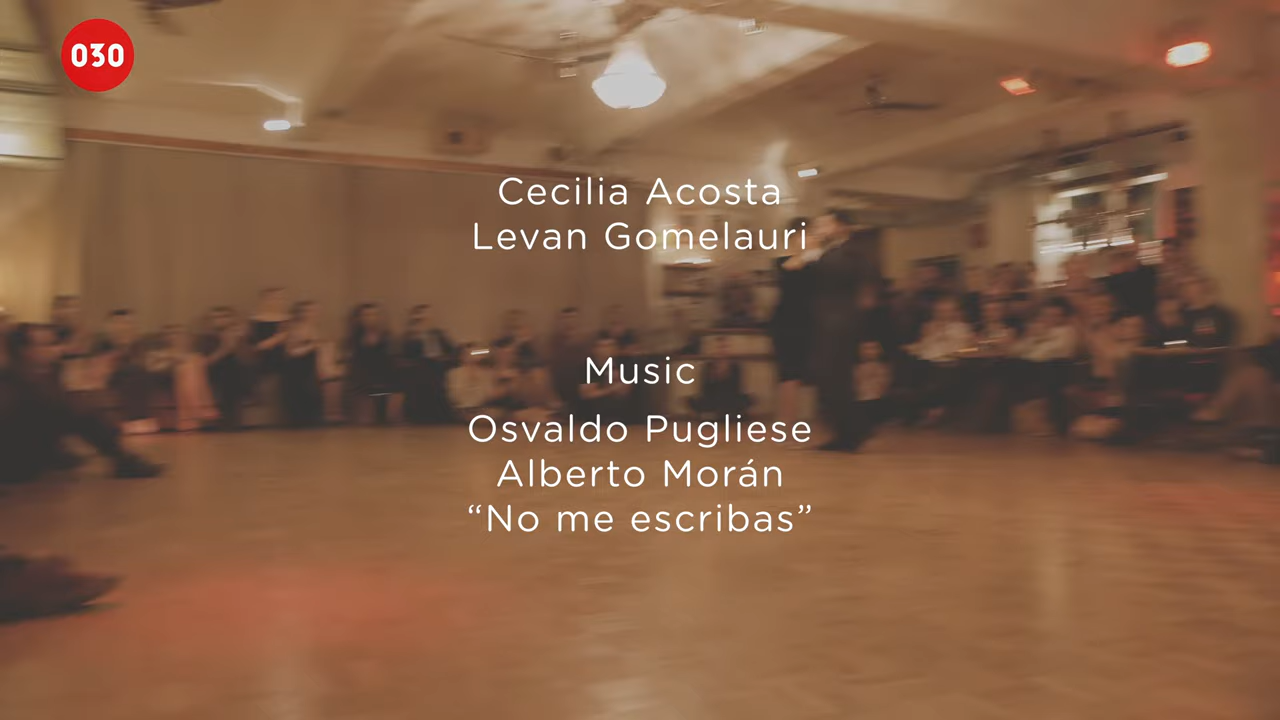 030
Cecilia Acosta
Levan Gomelauri
Music
Osvaldo Pugliese
Alberto Morán
“No me escribas”